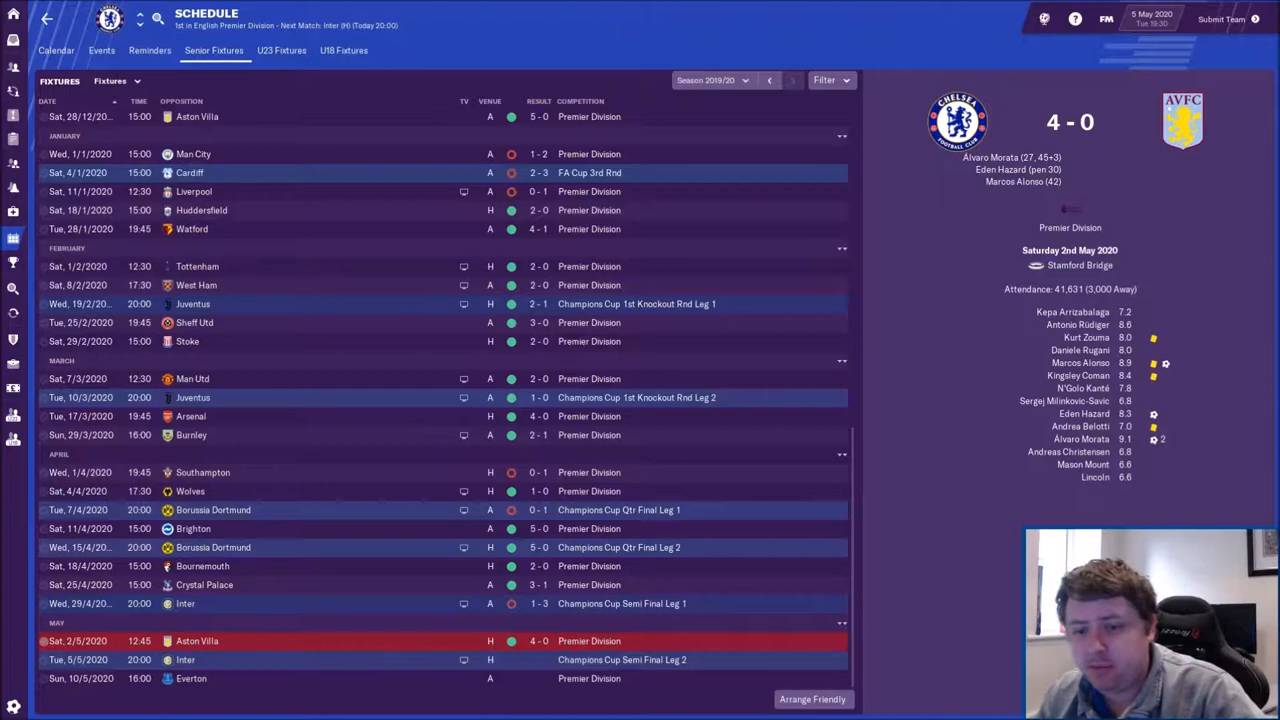 SCHEDULE
1st in English Premier Division - Next Match: Inter (H) (Today 20:00)
FM
5 May 2020
Tue 19:30
Submit Team
Calendar Events Reminders Senior Fixtures U23 Fixtures U18 Fixtures
FIXTURES Fixtures Season 2019/20 Filter
DATE TIME OPPOSITION TV VENUE RESULT COMPETITION
Sat, 28/12/20... 15:00 Aston Villa A 5 - 0 Premier Division
JANUARY
Wed, 1/1/2020 15:00 Man City A 1 - 2 Premier Division
Sat, 4/1/2020 15:00 Cardiff A 2 - 3 FA Cup 3rd Rnd
Sat, 11/1/2020 12:30 Liverpool A 0 - 1 Premier Division
Sat, 18/1/2020 15:00 Huddersfield H 2 - 0 Premier Division
Tue, 28/1/2020 19:45 Watford A 4 - 1 Premier Division
FEBRUARY
Sat, 1/2/2020 12:30 Tottenham H 2 - 0 Premier Division
Sat, 8/2/2020 17:30 West Ham A 2 - 0 Premier Division
Wed, 19/2/20... 20:00 Juventus H 2 - 1 Champions Cup 1st Knockout Rnd Leg 1
Tue, 25/2/2020 19:45 Sheff Utd A 3 - 0 Premier Division
Sat, 29/2/2020 15:00 Stoke H 2 - 0 Premier Division
MARCH
Sat, 7/3/2020 12:30 Man Utd A 2 - 0 Premier Division
Tue, 10/3/2020 20:00 Juventus A 1 - 0 Champions Cup 1st Knockout Rnd Leg 2
Tue, 17/3/2020 19:45 Arsenal H 4 - 0 Premier Division
Sun, 29/3/2020 16:00 Burnley A 2 - 1 Premier Division
APRIL
Wed, 1/4/2020 19:45 Southampton H 0 - 1 Premier Division
Sat, 4/4/2020 17:30 Wolves H 1 - 0 Premier Division
Tue, 7/4/2020 20:00 Borussia Dortmund A 0 - 1 Champions Cup Qtr Final Leg 1
Sat, 11/4/2020 15:00 Brighton A 5 - 0 Premier Division
Wed, 15/4/20... 20:00 Borussia Dortmund H 5 - 0 Champions Cup Qtr Final Leg 2
Sat, 18/4/2020 15:00 Bournemouth H 2 - 0 Premier Division
Sat, 25/4/2020 15:00 Crystal Palace A 3 - 1 Premier Division
Wed, 29/4/20... 20:00 Inter A 1 - 3 Champions Cup Semi Final Leg 1
MAY
Sat, 2/5/2020 12:45 Aston Villa H 4 - 0 Premier Division
Tue, 5/5/2020 20:00 Inter H Champions Cup Semi Final Leg 2
Sun, 10/5/2020 16:00 Everton A Premier Division
Arrange Friendly
CHELSEA
FOOTBALL CLUB
4 - 0
AVFC
Álvaro Morata (27, 45+3)
Eden Hazard (pen 30)
Marcos Alonso (42)
Premier Division
Saturday 2nd May 2020
Stamford Bridge
Attendance: 41,631 (3,000 Away)
Kepa Arrizabalaga 7.2
Antonio Rüdiger 8.6
Kurt Zouma 8.0
Daniele Rugani 8.0
Marcos Alonso 8.9
Kingsley Coman 8.4
N'Golo Kanté 7.8
Sergej Milinkovic-Savic 6.8
Eden Hazard 8.3
Andrea Belotti 7.0
Álvaro Morata 9.1 2
Andreas Christensen 6.8
Mason Mount 6.6
Lincoln 6.6